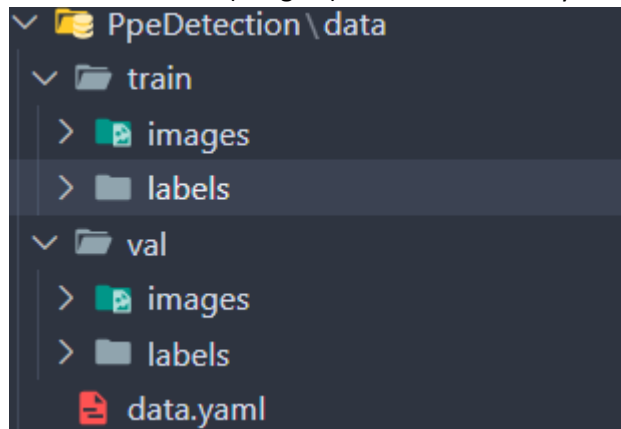 PpeDetection\data
train
images
labels
val
images
labels
data.yaml